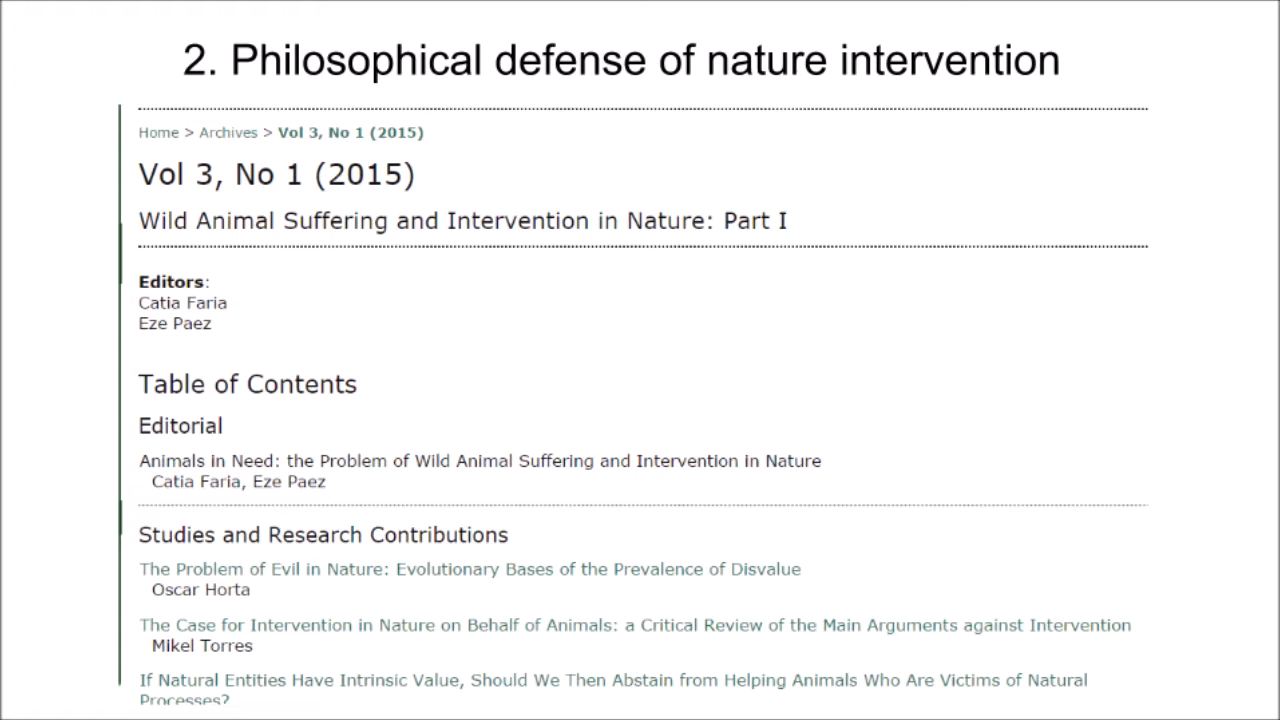 2. Philosophical defense of nature intervention
Home > Archives > Vol 3, No 1 (2015)
Vol 3, No 1 (2015)
Wild Animal Suffering and Intervention in Nature: Part I
Editors:
Catia Faria
Eze Paez
Table of Contents
Editorial
Animals in Need: the Problem of Wild Animal Suffering and Intervention in Nature
Catia Faria, Eze Paez
Studies and Research Contributions
The Problem of Evil in Nature: Evolutionary Bases of the Prevalence of Disvalue
Oscar Horta
The Case for Intervention in Nature on Behalf of Animals: a Critical Review of the Main Arguments against Intervention
Mikel Torres
If Natural Entities Have Intrinsic Value, Should We Then Abstain from Helping Animals Who Are Victims of Natural
Processes?